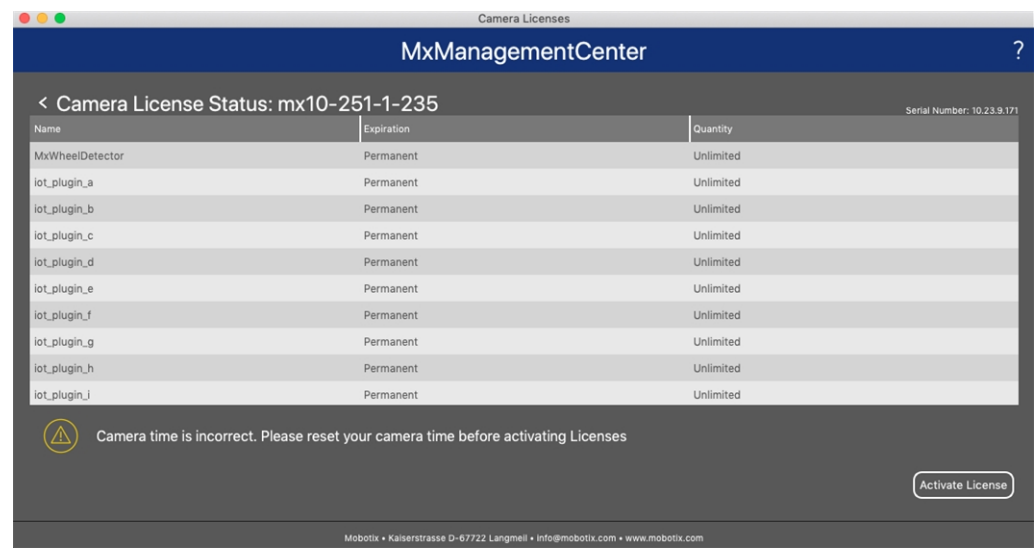 Camera Licenses
MxManagementCenter
?
< Camera License Status: mx10-251-1-235
Serial Number: 10.23.9.171
Name Expiration Quantity
MxWheelDetector Permanent Unlimited
iot_plugin_a Permanent Unlimited
iot_plugin_b Permanent Unlimited
iot_plugin_c Permanent Unlimited
iot_plugin_d Permanent Unlimited
iot_plugin_e Permanent Unlimited
iot_plugin_f Permanent Unlimited
iot_plugin_g Permanent Unlimited
iot_plugin_h Permanent Unlimited
iot_plugin_i Permanent Unlimited
Camera time is incorrect. Please reset your camera time before activating Licenses
Activate License
Mobotix • Kaiserstrasse D-67722 Langmeil • info@mobotix.com • www.mobotix.com